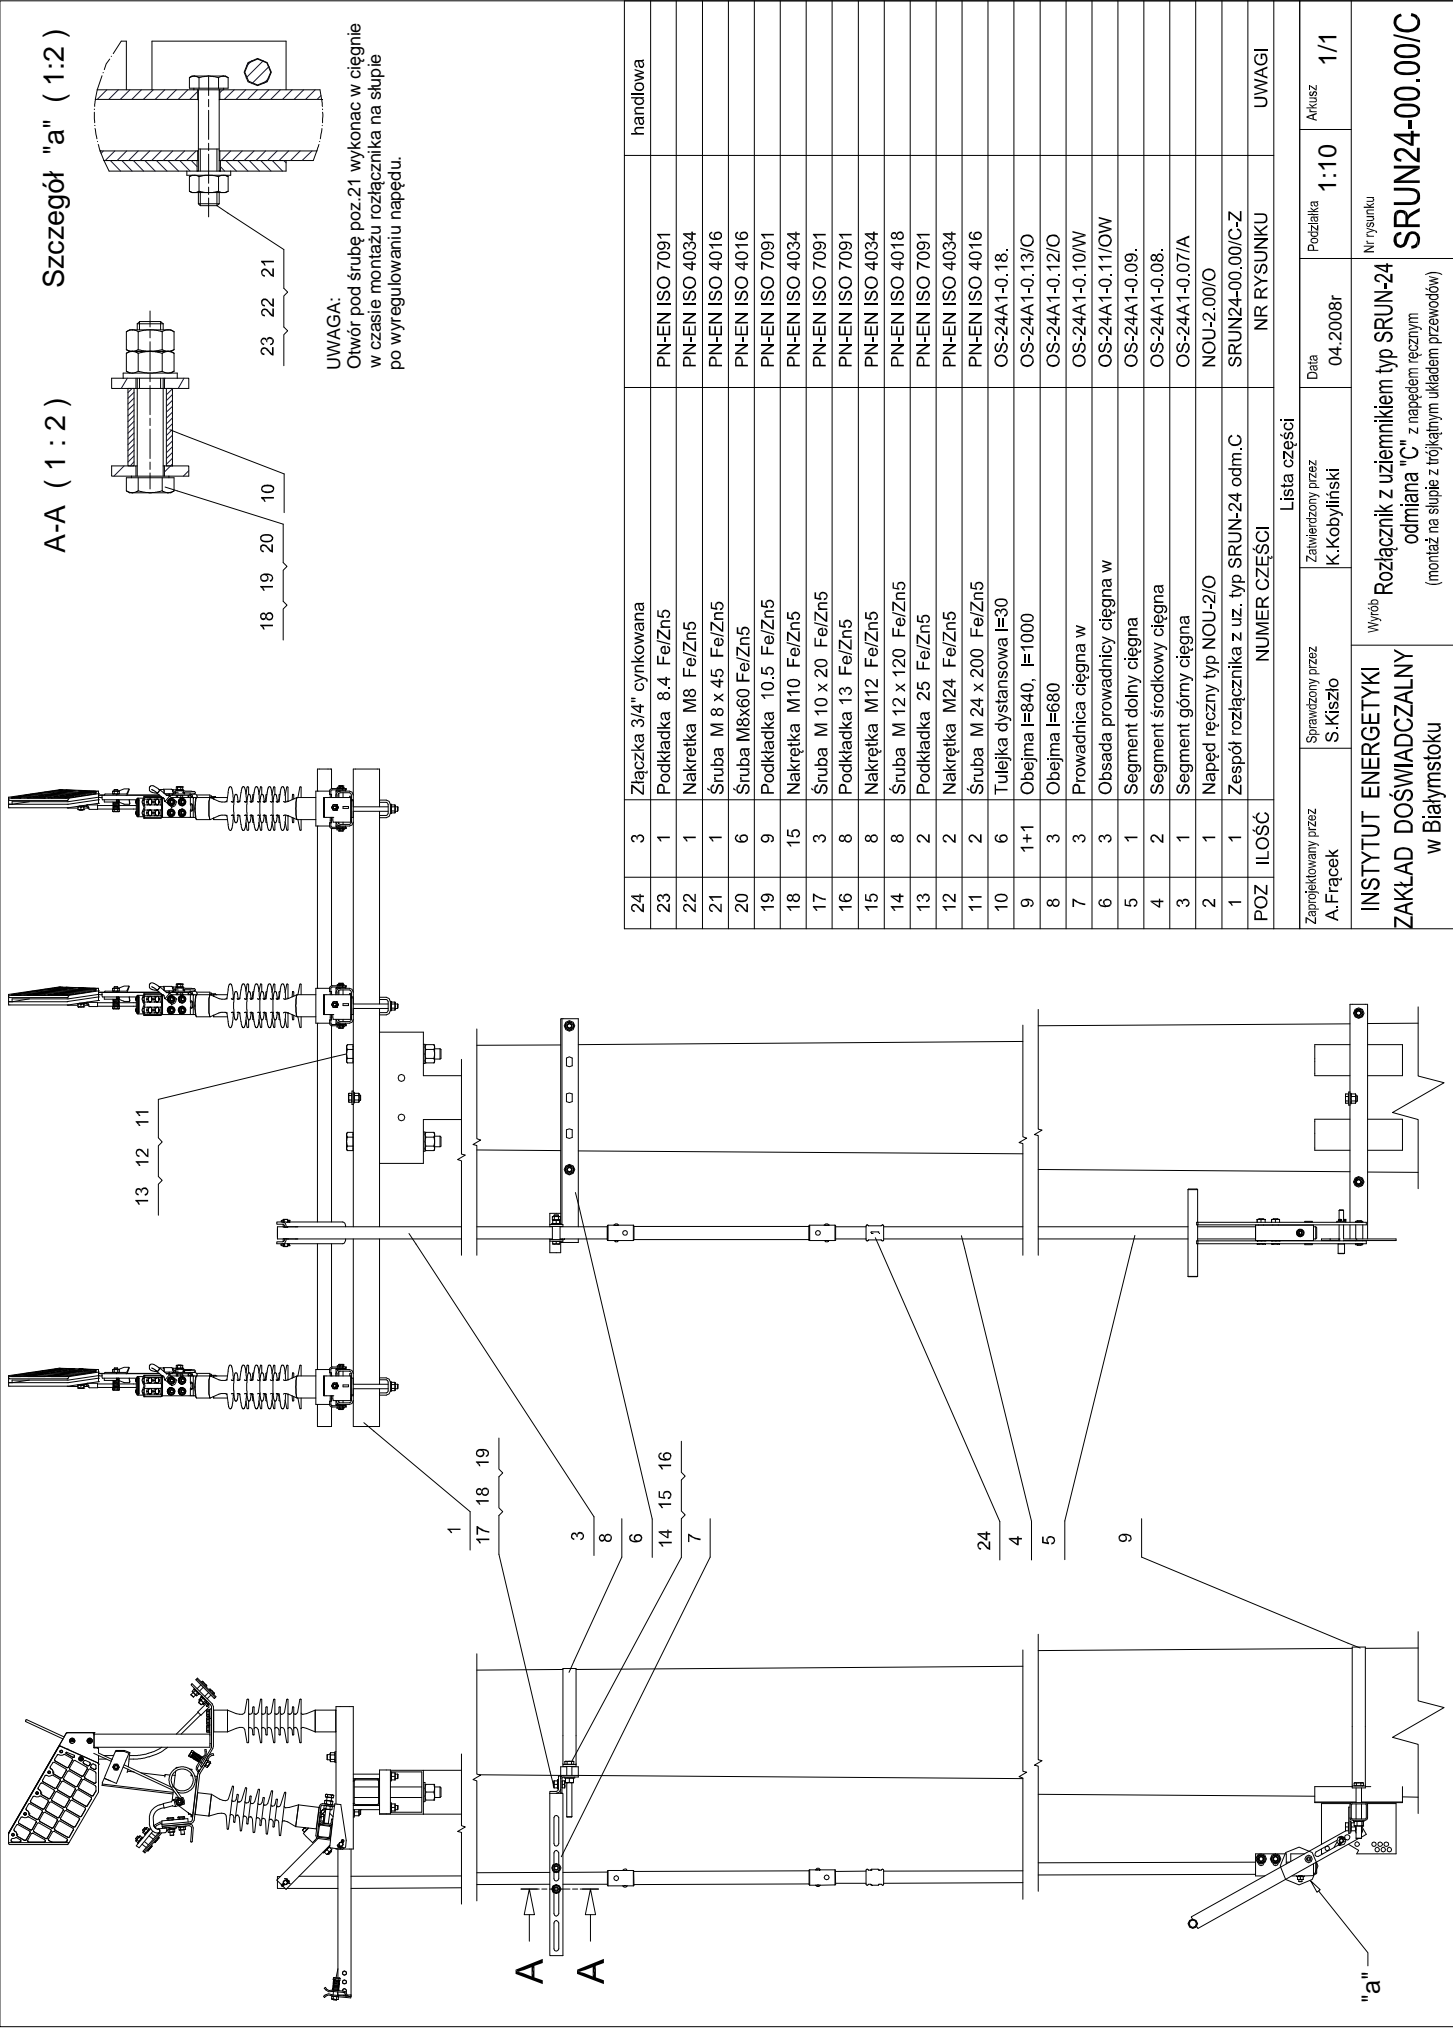 A-A ( 1 : 2 )
Szczegół "a" ( 1:2 )
18 19 20 10
23 22 21
UWAGA:
Otwór pod śrubę poz.21 wykonac w cięgnie
w czasie montażu rozłącznika na słupie
po wyregulowaniu napędu.
13 12 11
1
17 18 19
3
8
6
14 15 16
7
24
4
5
9
A
A
"a"
24 3 Złączka 3/4" cynkowana handlowa
23 1 Podkładka 8.4 Fe/Zn5 PN-EN ISO 7091
22 1 Nakretka M8 Fe/Zn5 PN-EN ISO 4034
21 1 Śruba M 8 x 45 Fe/Zn5 PN-EN ISO 4016
20 6 Śruba M8x60 Fe/Zn5 PN-EN ISO 4016
19 9 Podkładka 10.5 Fe/Zn5 PN-EN ISO 7091
18 15 Nakrętka M10 Fe/Zn5 PN-EN ISO 4034
17 3 Śruba M 10 x 20 Fe/Zn5 PN-EN ISO 7091
16 8 Podkładka 13 Fe/Zn5 PN-EN ISO 7091
15 8 Nakrętka M12 Fe/Zn5 PN-EN ISO 4034
14 8 Śruba M 12 x 120 Fe/Zn5 PN-EN ISO 4018
13 2 Podkładka 25 Fe/Zn5 PN-EN ISO 7091
12 2 Nakrętka M24 Fe/Zn5 PN-EN ISO 4034
11 2 Śruba M 24 x 200 Fe/Zn5 PN-EN ISO 4016
10 6 Tulejka dystansowa l=30 OS-24A1-0.18.
9 1+1 Obejma l=840, l=1000 OS-24A1-0.13/O
8 3 Obejma l=680 OS-24A1-0.12/O
7 3 Prowadnica cięgna w OS-24A1-0.10/W
6 3 Obsada prowadnicy cięgna w OS-24A1-0.11/OW
5 1 Segment dolny cięgna OS-24A1-0.09.
4 2 Segment środkowy cięgna OS-24A1-0.08.
3 1 Segment górny cięgna OS-24A1-0.07/A
2 1 Napęd ręczny typ NOU-2/O NOU-2.00/O
1 1 Zespół rozłącznika z uz. typ SRUN-24 odm.C SRUN24-00.00/C-Z
POZ ILOŚĆ NUMER CZĘŚCI NR RYSUNKU UWAGI
Lista części
Zaprojektowany przez
A.Frącek
Sprawdzony przez
S.Kiszło
Zatwierdzony przez
K.Kobyliński
Data
04.2008r
Podziałka
1:10
Arkusz
1/1
INSTYTUT ENERGETYKI
ZAKŁAD DOŚWIADCZALNY
w Białymstoku
Wyrób Rozłącznik z uziemnikiem typ SRUN-24
odmiana "C" z napędem ręcznym
(montaż na słupie z trójkątnym układem przewodów)
Nr rysunku
SRUN24-00.00/C